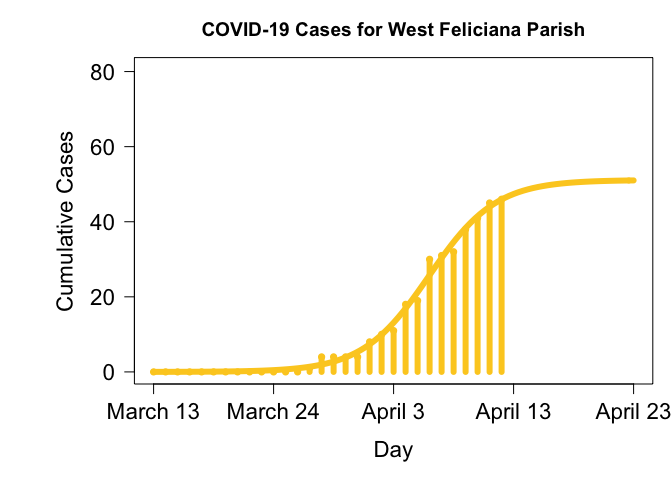 COVID-19 Cases for West Feliciana Parish
80
60
40
20
0
Cumulative Cases
March 13 March 24 April 3 April 13 April 23
Day